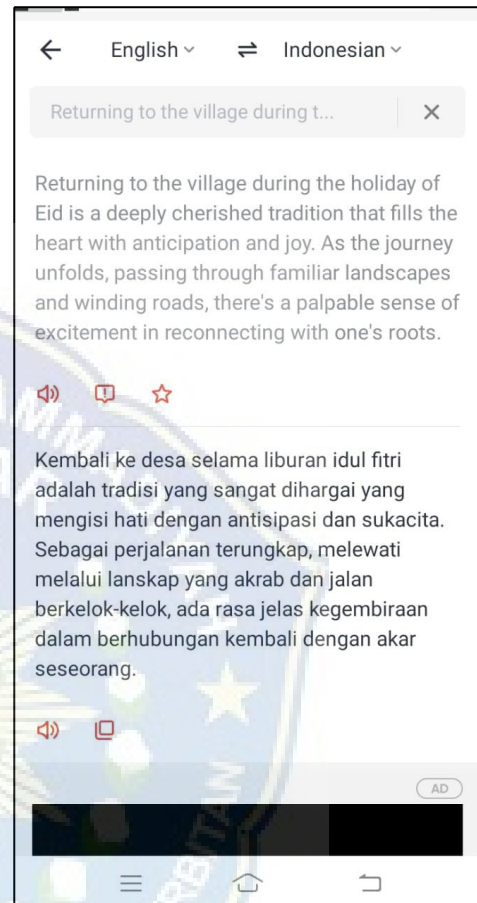 English Indonesian
Returning to the village during t...
Returning to the village during the holiday of
Eid is a deeply cherished tradition that fills the
heart with anticipation and joy. As the journey
unfolds, passing through familiar landscapes
and winding roads, there's a palpable sense of
excitement in reconnecting with one's roots.
Kembali ke desa selama liburan idul fitri
adalah tradisi yang sangat dihargai yang
mengisi hati dengan antisipasi dan sukacita.
Sebagai perjalanan terungkap, melewati
melalui lanskap yang akrab dan jalan
berkelok-kelok, ada rasa jelas kegembiraan
dalam berhubungan kembali dengan akar
seseorang.
AD